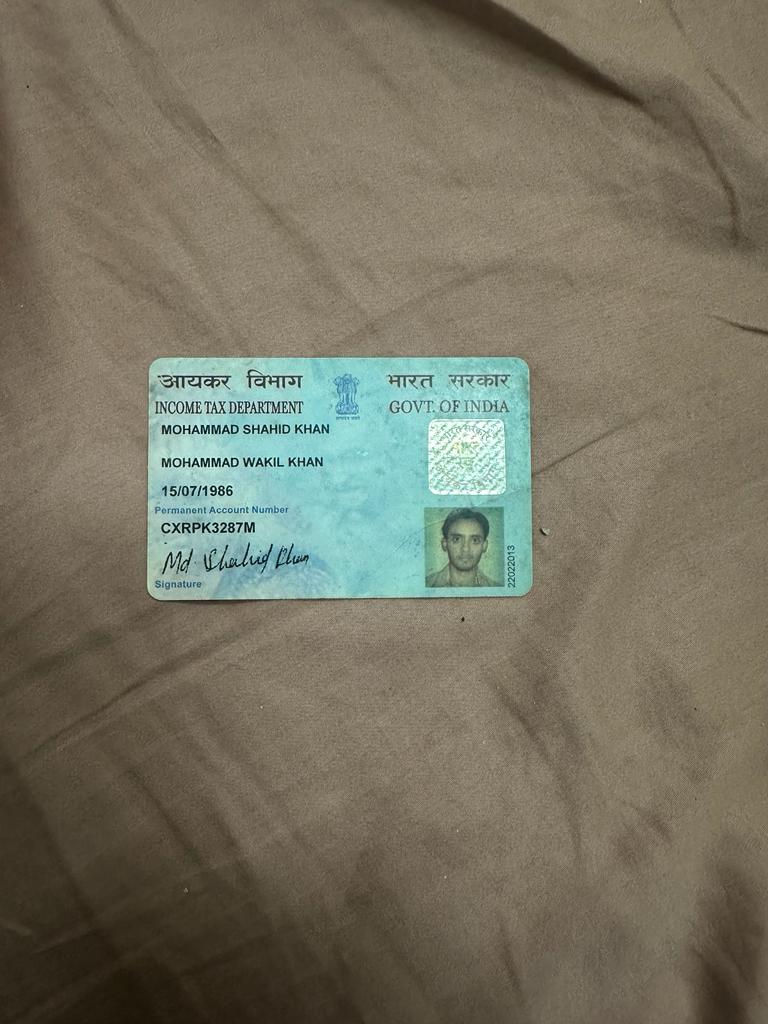 आयकर विभाग
INCOME TAX DEPARTMENT
भारत सरकार
GOVT. OF INDIA
MOHAMMAD SHAHID KHAN
MOHAMMAD WAKIL KHAN
15/07/1986
Permanent Account Number
CXRPK3287M
Md. Shahid Khan
Signature
22022013